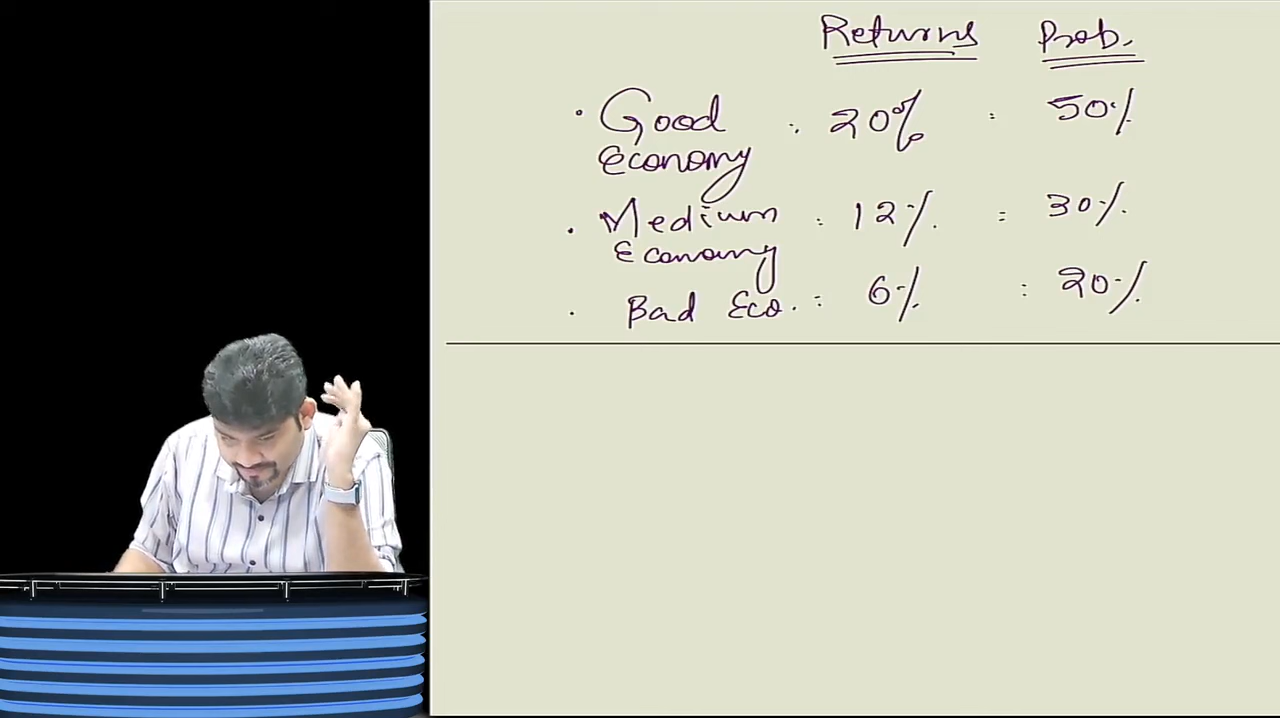 Returns Prob.
· Good : 20% : 50%
Economy
· Medium : 12% : 30%
Economy
· Bad Eco. : 6% : 20%